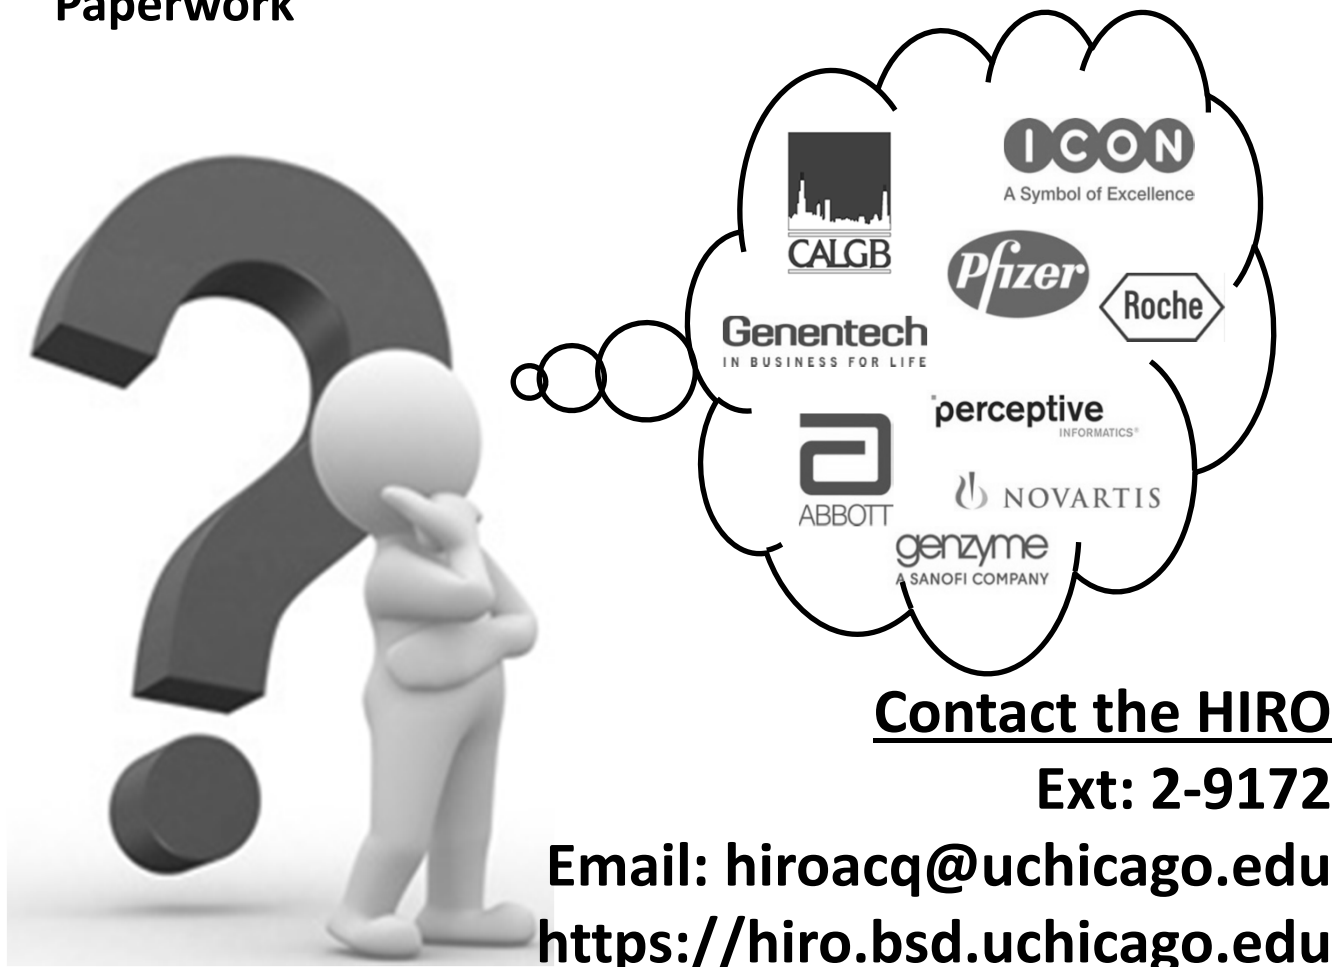 Paperwork
ICON
A Symbol of Excellence
CALGB
Pfizer
Roche
Genentech
IN BUSINESS FOR LIFE
perceptive
INFORMATICS®
ABBOTT
NOVARTIS
genzyme
A SANOFI COMPANY
Contact the HIRO
Ext: 2-9172
Email: hiroacq@uchicago.edu
https://hiro.bsd.uchicago.edu